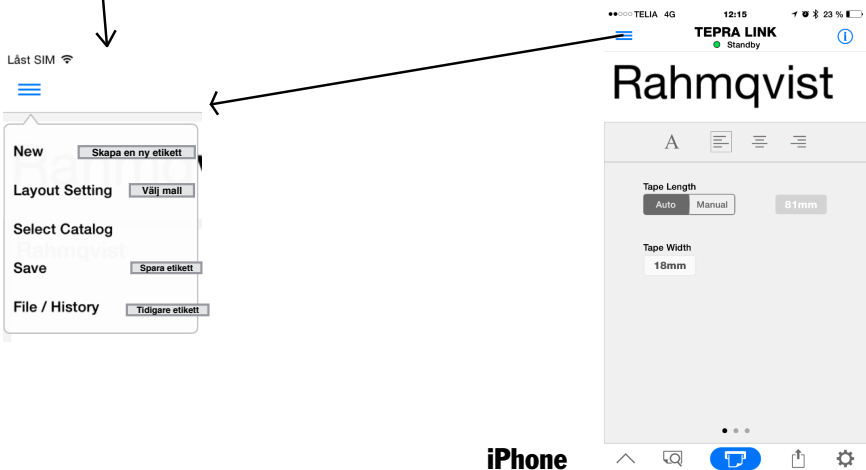 Låst SIM
New Skapa en ny etikett
Layout Setting Välj mall
Select Catalog
Rahmqvist
Save Spara etikett
File / History Tidigare etikett
TELIA 4G 12:15 23 %
TEPRA LINK
Standby
Rahmqvist
A
Tape Length
Auto Manual 81mm
Tape Width
18mm
iPhone